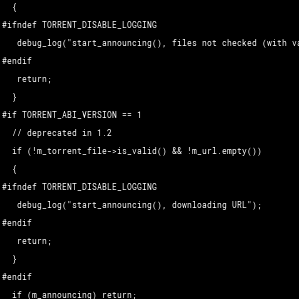 {
#ifndef TORRENT_DISABLE_LOGGING
debug_log("start_announcing(), files not checked (with
#endif
return;
}
#if TORRENT_ABI_VERSION == 1
// deprecated in 1.2
if (!m_torrent_file->is_valid() && !m_url.empty())
{
#ifndef TORRENT_DISABLE_LOGGING
debug_log("start_announcing(), downloading URL");
#endif
return;
}
#endif
if (m_announcing) return;